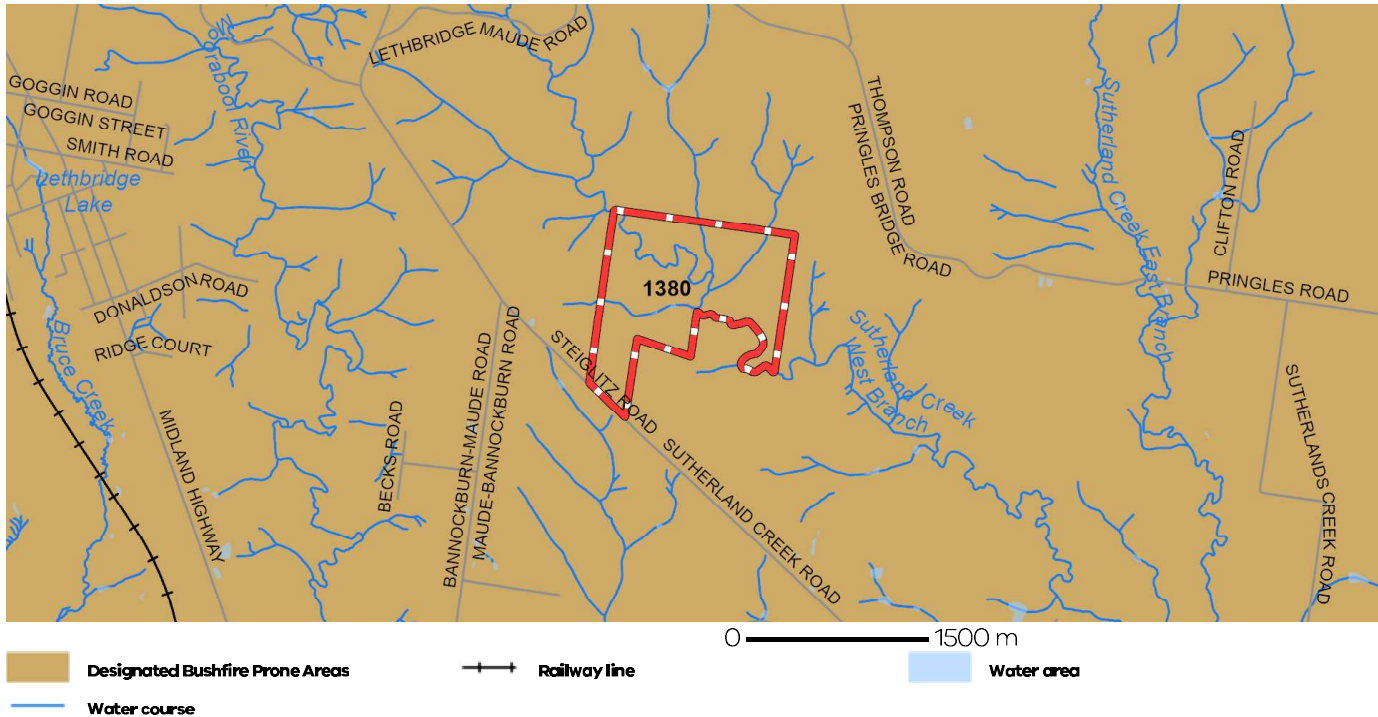 LETHBRIDGE MAUDE ROAD
Moorabool River
GOGGIN ROAD
GOGGIN STREET
SMITH ROAD
Lethbridge
Lake
THOMPSON ROAD
PRINGLES BRIDGE ROAD
Sutherland Creek East Branch
CLIFTON ROAD
PRINGLES ROAD
1380
DONALDSON ROAD
RIDGE COURT
Bruce Creek
MIDLAND HIGHWAY
BECKS ROAD
BANNOCKBURN-MAUDE ROAD
MAUDE-BANNOCKBURN ROAD
STEIGLITZ ROAD
SUTHERLAND CREEK ROAD
Sutherland Creek
West Branch
SUTHERLANDS CREEK ROAD
0 1500 m
Designated Bushfire Prone Areas
Railway line
Water area
Water course